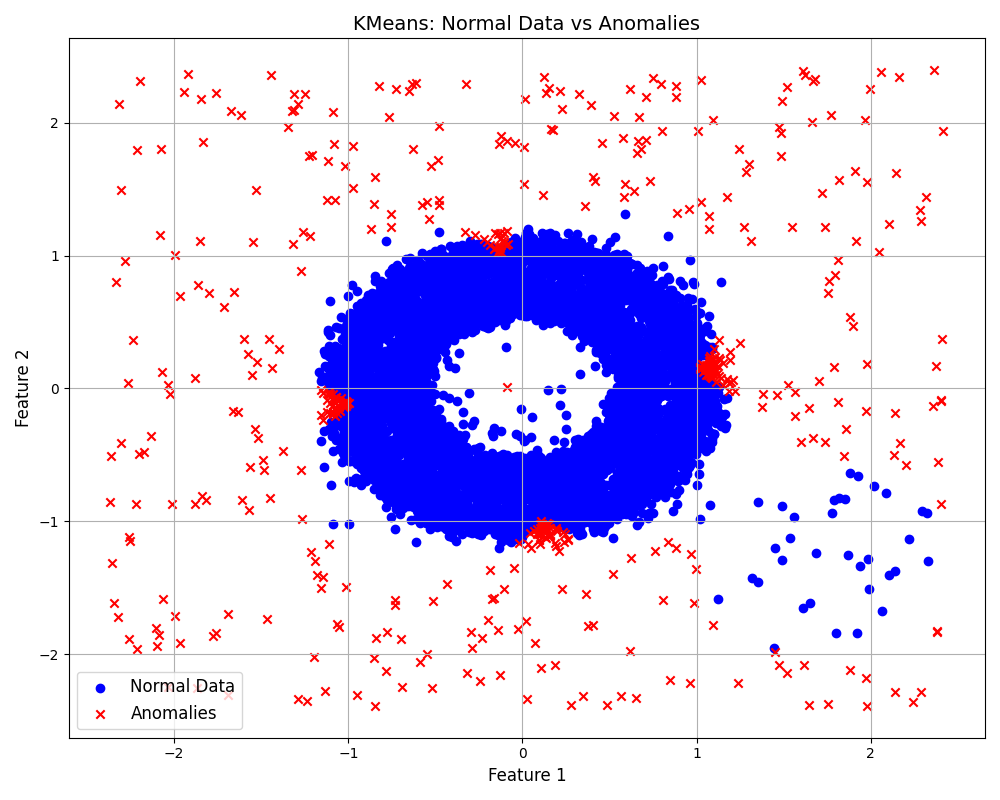 KMeans: Normal Data vs Anomalies
Feature 2
2
1
0
−1
−2
Normal Data
Anomalies
−2 −1 0 1 2
Feature 1